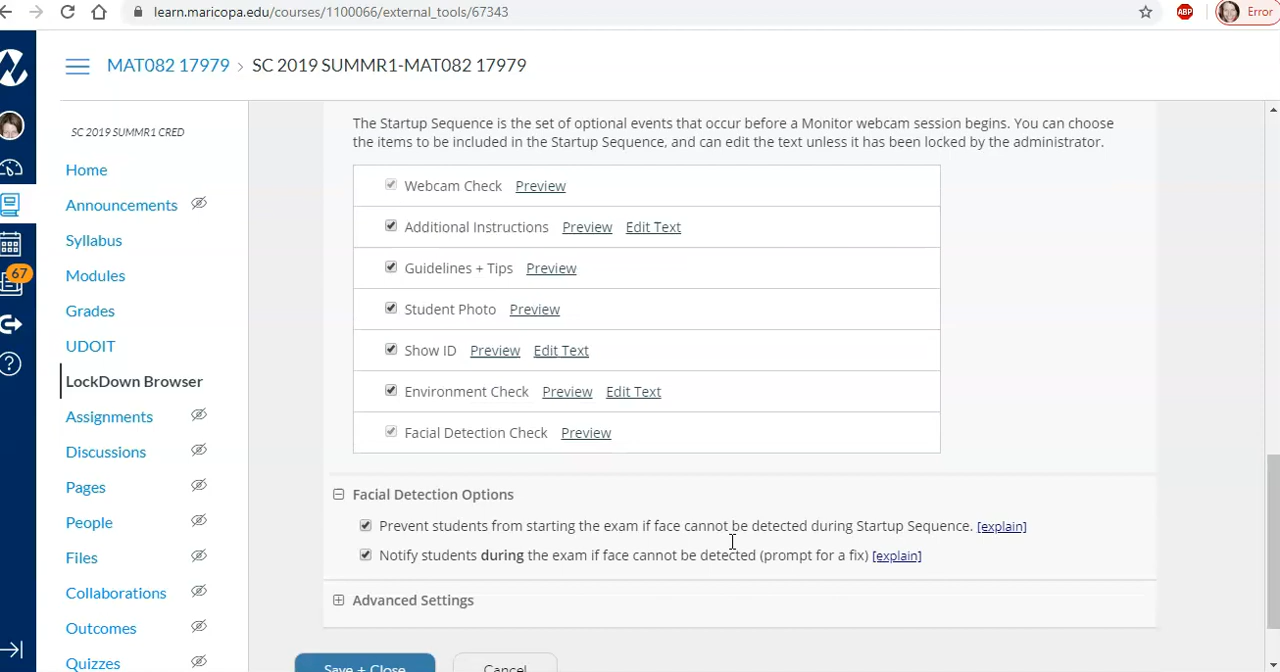 learn.maricopa.edu/courses/1100066/external_tools/67343
ABP
Error
MAT082 17979 › SC 2019 SUMMR1-MAT082 17979
SC 2019 SUMMR1 CRED
Home
Announcements
Syllabus
Modules
Grades
UDOIT
LockDown Browser
Assignments
Discussions
Pages
People
Files
Collaborations
Outcomes
Quizzes
67
The Startup Sequence is the set of optional events that occur before a Monitor webcam session begins. You can choose
the items to be included in the Startup Sequence, and can edit the text unless it has been locked by the administrator.
Webcam Check Preview
Additional Instructions Preview Edit Text
Guidelines + Tips Preview
Student Photo Preview
Show ID Preview Edit Text
Environment Check Preview Edit Text
Facial Detection Check Preview
Facial Detection Options
Prevent students from starting the exam if face cannot be detected during Startup Sequence. [explain]
Notify students during the exam if face cannot be detected (prompt for a fix) [explain]
Advanced Settings
Save + Close Cancel